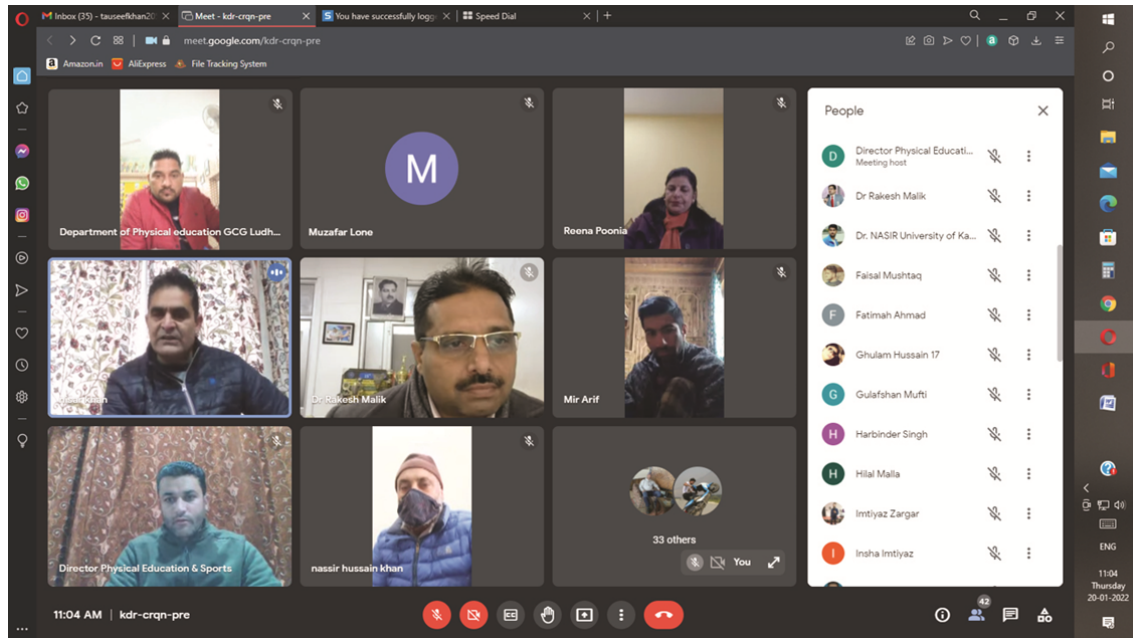 Inbox (35) - tauseefkhan20
Meet - kdr-crqn-pre
S You have successfully logg
Speed Dial
meet.google.com/kdr-crqn-pre
a Amazon.in
AliExpress
File Tracking System
a
Department of Physical education GCG Ludh...
M
Muzafar Lone
Reena Poonia
Dr Rakesh Malik
Mir Arif
Director Physical Education & Sports
nassir hussain khan
33 others
You
People
D Director Physical Educati...
Meeting host
Dr Rakesh Malik
Dr. NASIR University of Ka...
Faisal Mushtaq
F Fatimah Ahmad
Ghulam Hussain 17
G Gulafshan Mufti
H Harbinder Singh
H Hilal Malla
Imtiyaz Zargar
I Insha Imtiyaz
11:04 AM | kdr-crqn-pre
CC
42
ENG
11:04
Thursday
20-01-2022